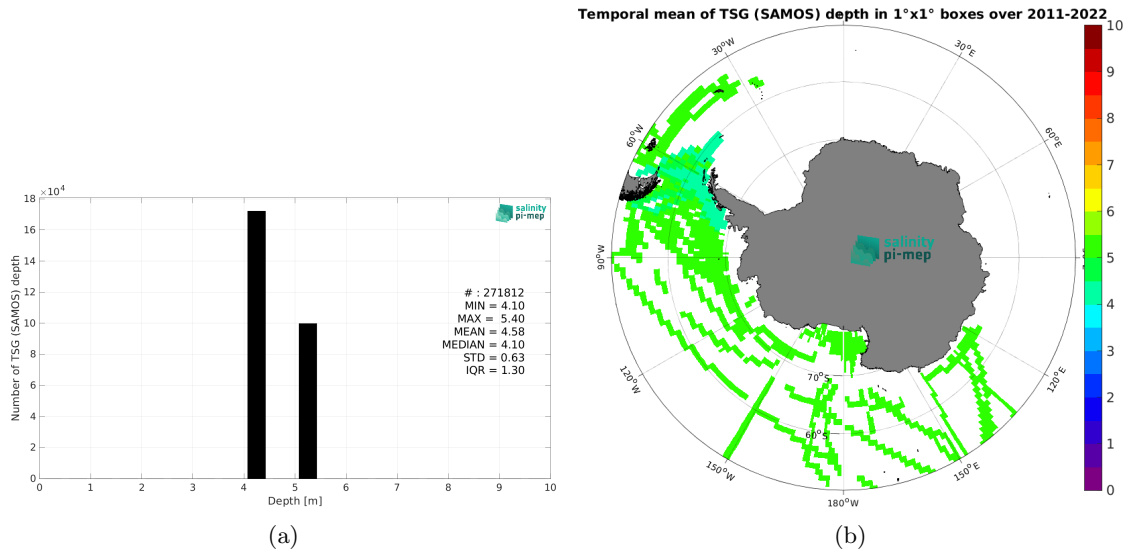 Temporal mean of TSG (SAMOS) depth in 1°x1° boxes over 2011-2022
×10⁴
18
16
14
12
10
8
6
4
2
0
Number of TSG (SAMOS) depth
salinity
pi-mep
# : 271812
MIN = 4.10
MAX = 5.40
MEAN = 4.58
MEDIAN = 4.10
STD = 0.63
IQR = 1.30
0 1 2 3 4 5 6 7 8 9 10
Depth [m]
(a)
30°W
30°E
60°W
60°E
90°W
salinity
pi-mep
120°W
120°E
70°S
60°S
150°W
150°E
180°W
10
9
8
7
6
5
4
3
2
1
0
(b)